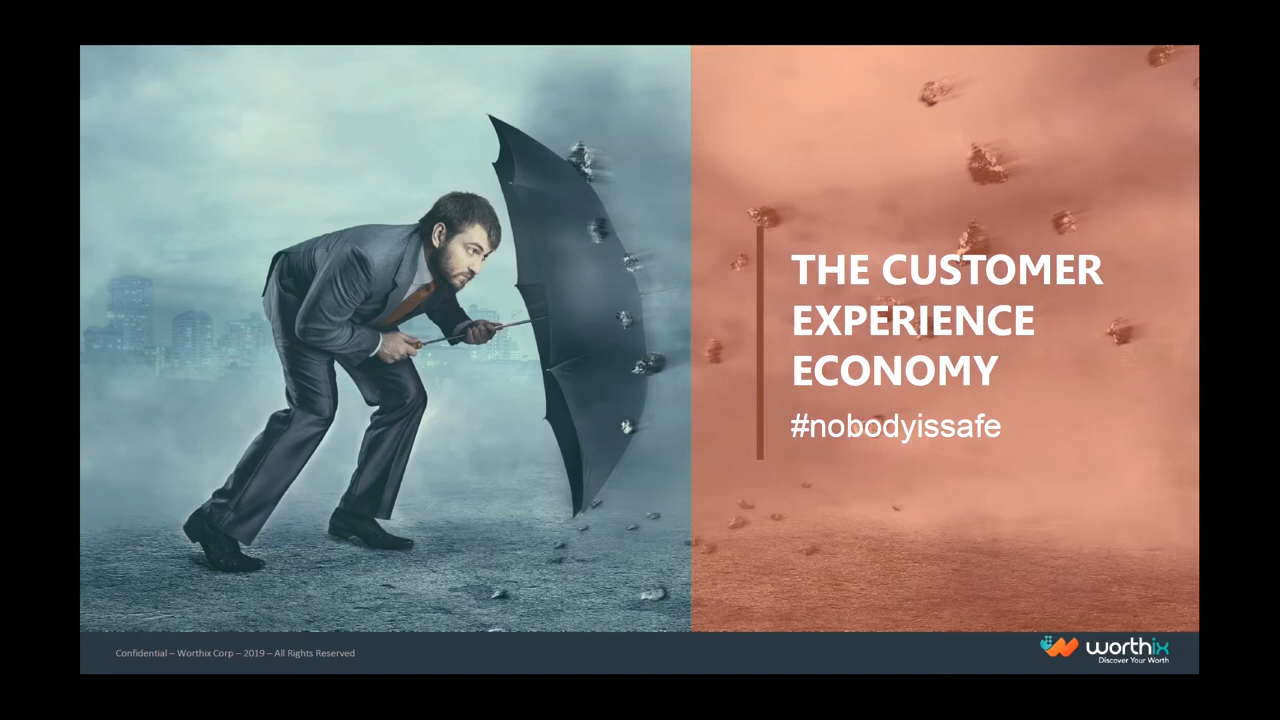 THE CUSTOMER
EXPERIENCE
ECONOMY
#nobodyissafe
Confidential – Worthix Corp – 2019 – All Rights Reserved
worthix
Discover Your Worth